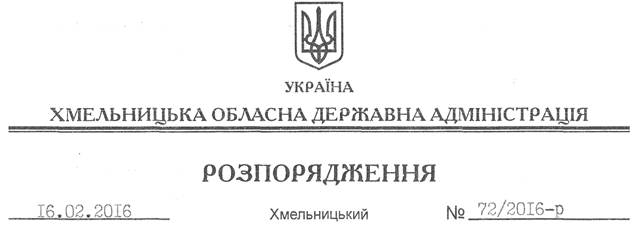 УКРАЇНА
ХМЕЛЬНИЦЬКА ОБЛАСНА ДЕРЖАВНА АДМІНІСТРАЦІЯ
РОЗПОРЯДЖЕННЯ
16.02.2016 Хмельницький № 72/2016-р